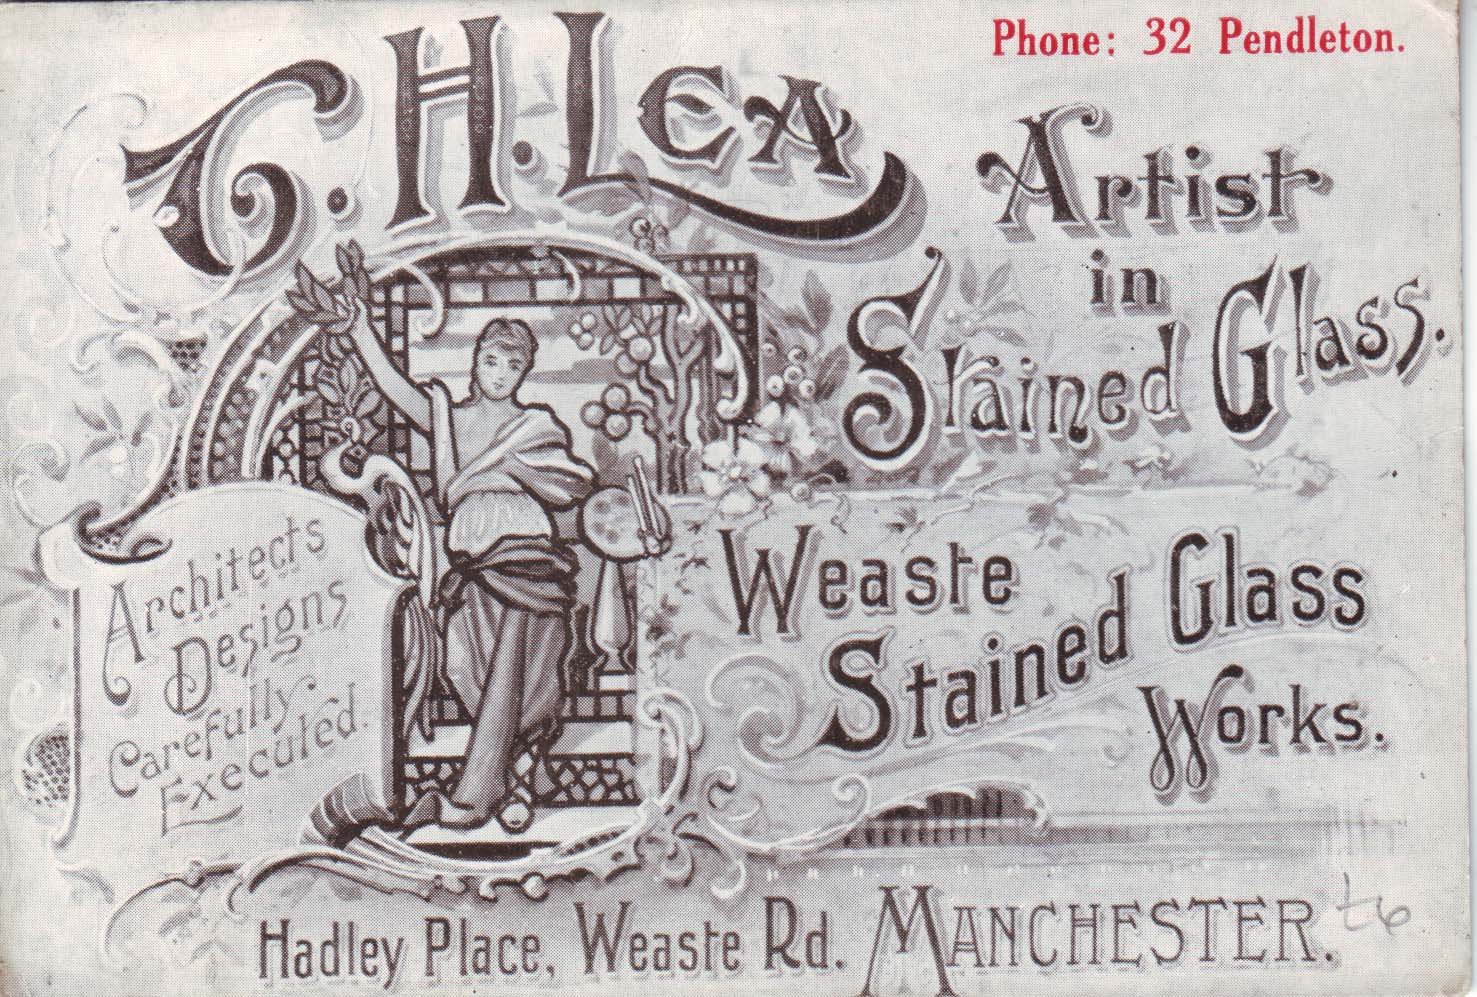 Phone: 32 Pendleton.
T. H. Lea
Artist
in
Stained Glass.
Architects
Designs
Carefully
Executed.
Weaste
Stained Glass
Works.
Hadley Place, Weaste Rd. MANCHESTER.